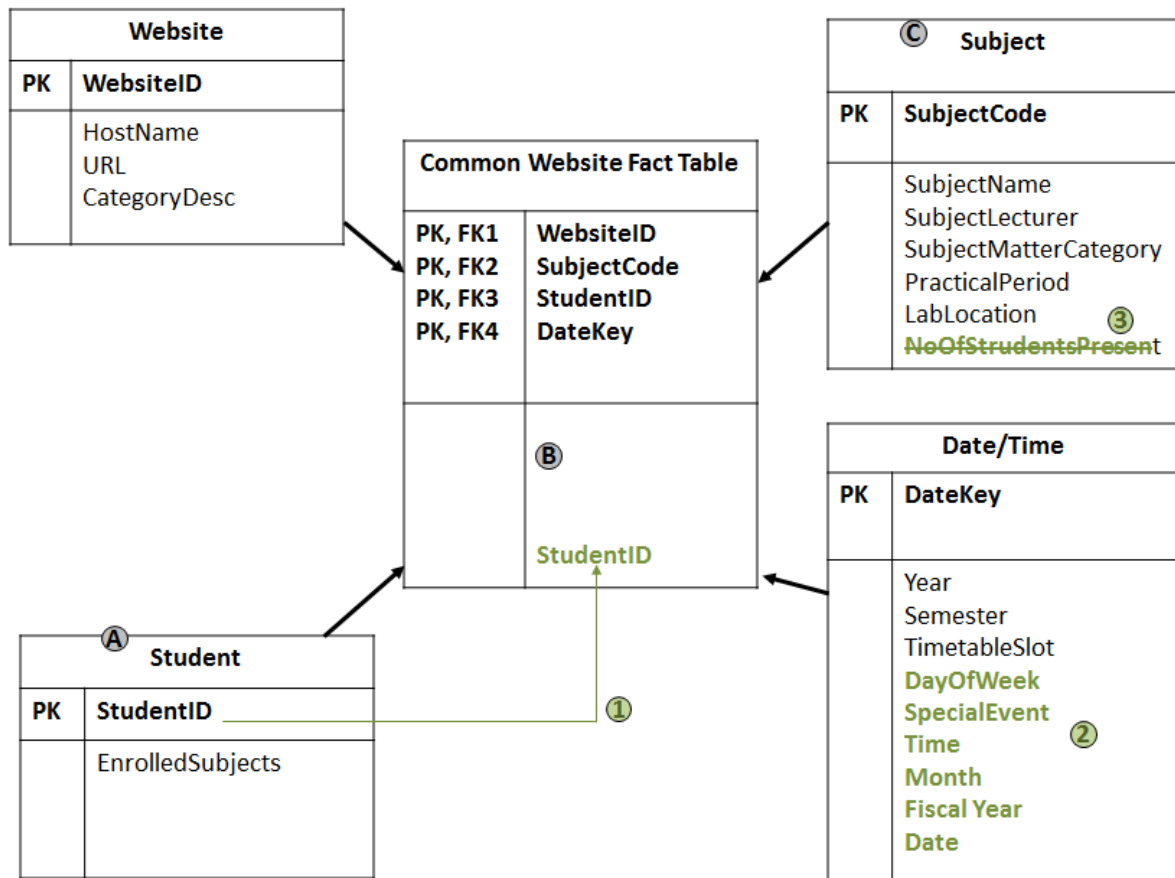 Website
PK WebsiteID
HostName
URL
CategoryDesc
C Subject
PK SubjectCode
SubjectName
SubjectLecturer
SubjectMatterCategory
PracticalPeriod
LabLocation
3
NoOfStrudentsPresent
Common Website Fact Table
PK, FK1 WebsiteID
PK, FK2 SubjectCode
PK, FK3 StudentID
PK, FK4 DateKey
B
StudentID
Date/Time
PK DateKey
Year
Semester
TimetableSlot
DayOfWeek
SpecialEvent
2
Time
Month
Fiscal Year
Date
A
Student
PK StudentID
1
EnrolledSubjects